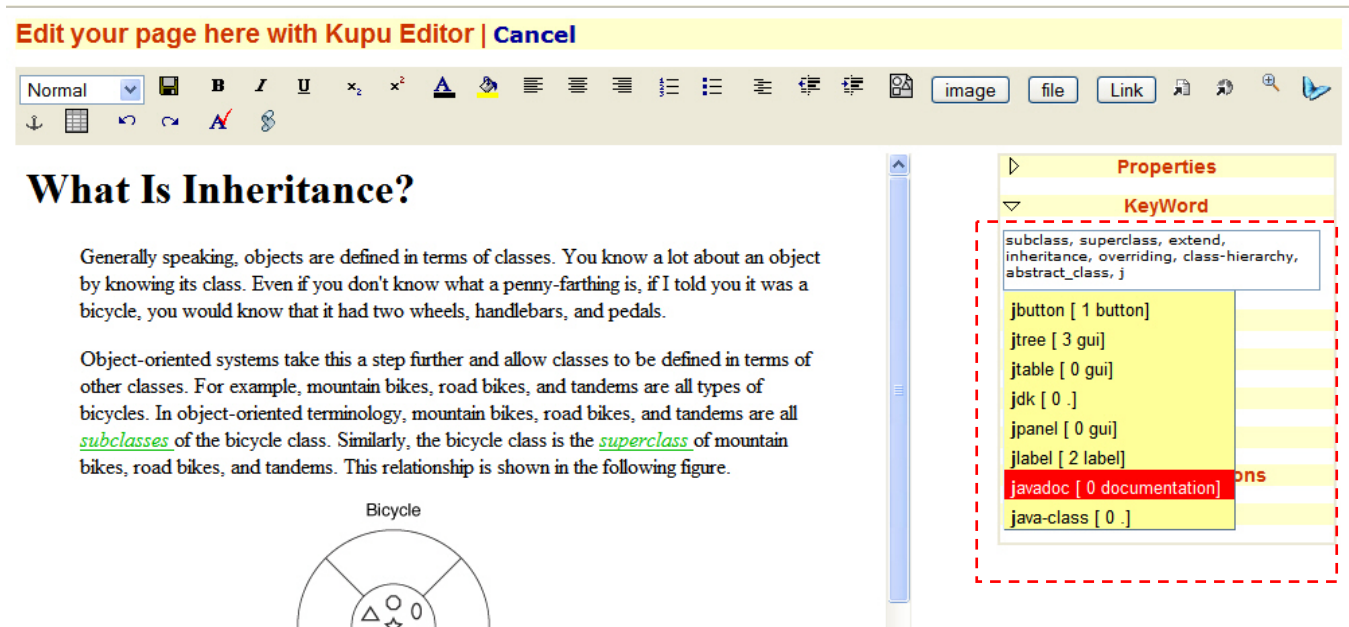 Edit your page here with Kupu Editor | Cancel
Normal B I U x₂ x² A image file Link
A
What Is Inheritance?
Generally speaking, objects are defined in terms of classes. You know a lot about an object
by knowing its class. Even if you don't know what a penny-farthing is, if I told you it was a
bicycle, you would know that it had two wheels, handlebars, and pedals.
Object-oriented systems take this a step further and allow classes to be defined in terms of
other classes. For example, mountain bikes, road bikes, and tandems are all types of
bicycles. In object-oriented terminology, mountain bikes, road bikes, and tandems are all
subclasses of the bicycle class. Similarly, the bicycle class is the superclass of mountain
bikes, road bikes, and tandems. This relationship is shown in the following figure.
Bicycle
Properties
KeyWord
subclass, superclass, extend,
inheritance, overriding, class-hierarchy,
abstract_class, j
jbutton [ 1 button]
jtree [ 3 gui]
jtable [ 0 gui]
jdk [ 0 .]
jpanel [ 0 gui]
jlabel [ 2 label]
ons
javadoc [ 0 documentation]
java-class [ 0 .]